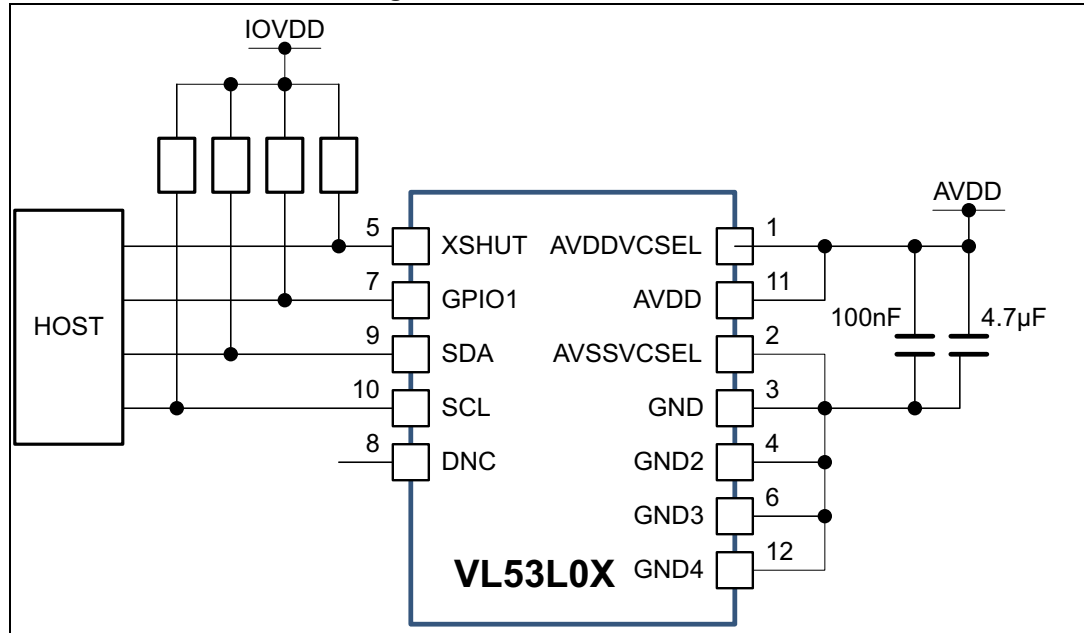 IOVDD
HOST
5
XSHUT
7
GPIO1
9
SDA
10
SCL
8
DNC
AVDDVCSEL
1
AVDD
11
AVSSVCSEL
2
GND
3
GND2
4
GND3
6
GND4
12
VL53L0X
AVDD
100nF
4.7µF